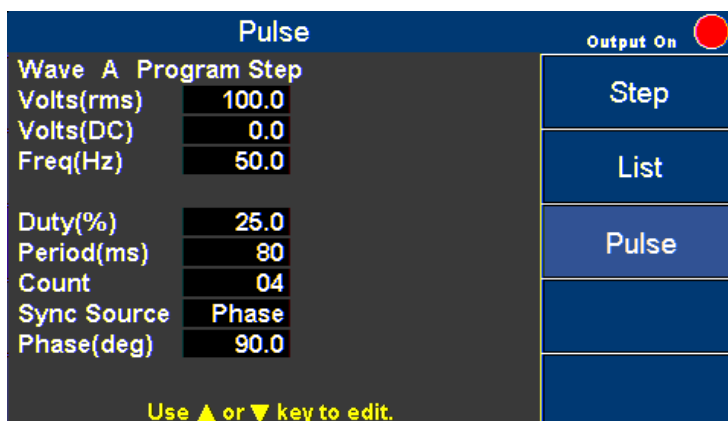 Pulse
Output On
Wave A Program Step
Volts(rms) 100.0
Volts(DC) 0.0
Freq(Hz) 50.0
Duty(%) 25.0
Period(ms) 80
Count 04
Sync Source Phase
Phase(deg) 90.0
Use ▲ or ▼ key to edit.
Step
List
Pulse